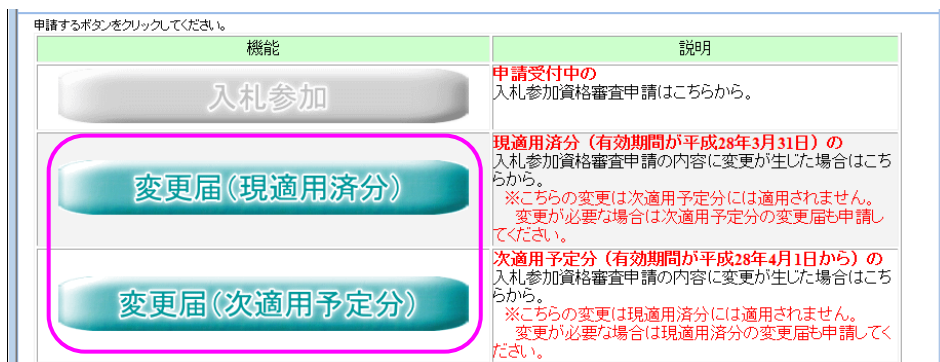 申請するボタンをクリックしてください。
機能
説明
入札参加
申請受付中の
入札参加資格審査申請はこちらから。
変更届(現適用済分)
現適用済分（有効期間が平成28年3月31日）の
入札参加資格審査申請の内容に変更が生じた場合はこち
らから。
※こちらの変更は次適用予定分には適用されません。
変更が必要な場合は次適用予定分の変更届も申請し
てください。
変更届(次適用予定分)
次適用予定分（有効期間が平成28年4月1日から）の
入札参加資格審査申請の内容に変更が生じた場合はこち
らから。
※こちらの変更は現適用済分には適用されません。
変更が必要な場合は現適用済分の変更届も申請してく
ださい。